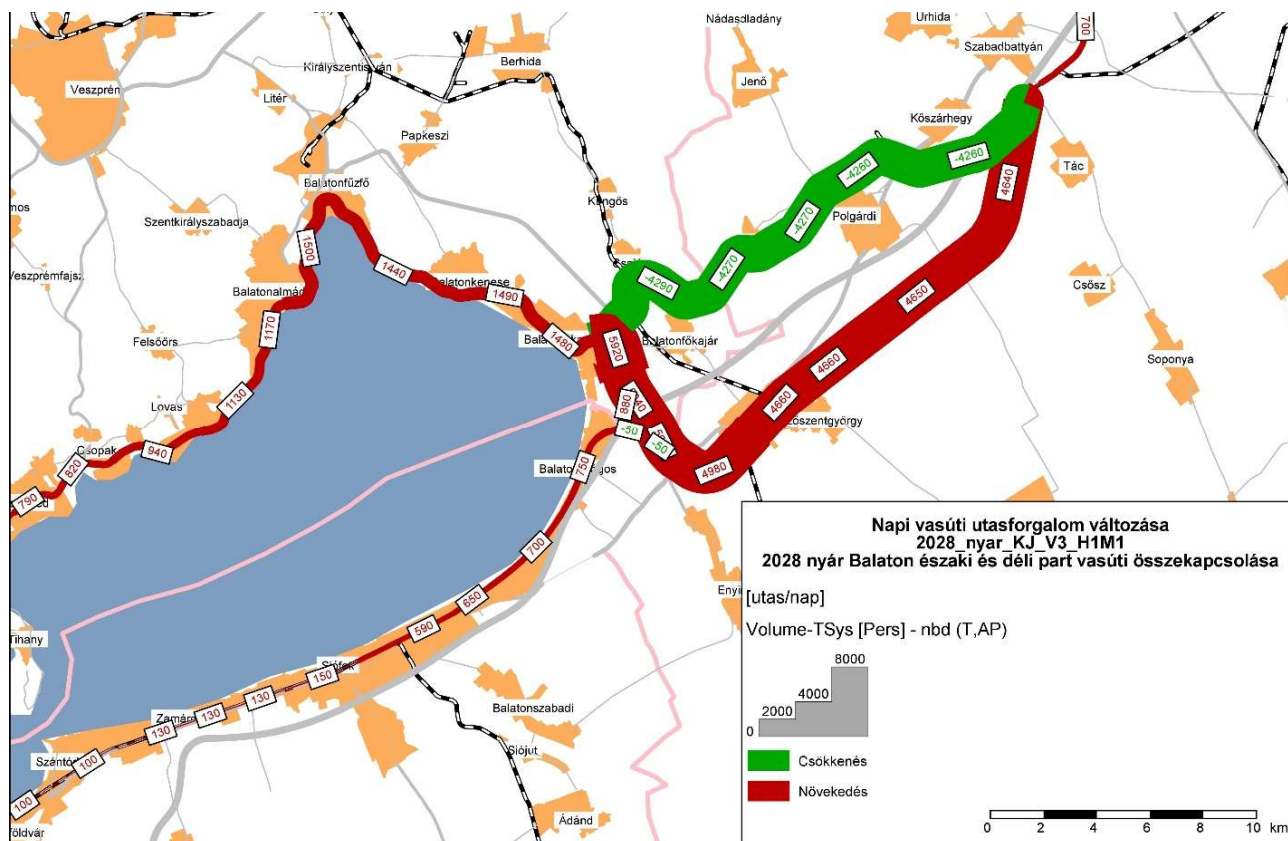 Nádasdladány
Urhida
700
Szabadbattyán
Királyszentistván
Berhida
Veszprém
Litér
Jenő
Papkeszi
Kőszárhegy
-4260
-4260
Tác
4640
Balatonfűzfő
Szentkirályszabadja
Küngös
Polgárdi
-4270
1500
1440
Balatonkenese
-4290
-4270
Veszprémfajsz
Balatonalmád
1490
4650
Csősz
1170
Felsőörs
1480
5920
Balatonfőkajár
4660
Soponya
1130
Lovas
880
4660
-50
-50
Csopak
940
820
4980
790
750
700
Napi vasúti utasforgalom változása
2028_nyar_KJ_V3_H1M1
2028 nyár Balaton északi és déli part vasúti összekapcsolása
[utas/nap]
Volume-TSys [Pers] - nbd (T,AP)
8000
4000
2000
0
Csökkenés
Növekedés
0 2 4 6 8 10 km
Tihany
650
590
Siófok
150
130
130
130
Balatonszabadi
100
Siójut
100
földvár
Ádánd